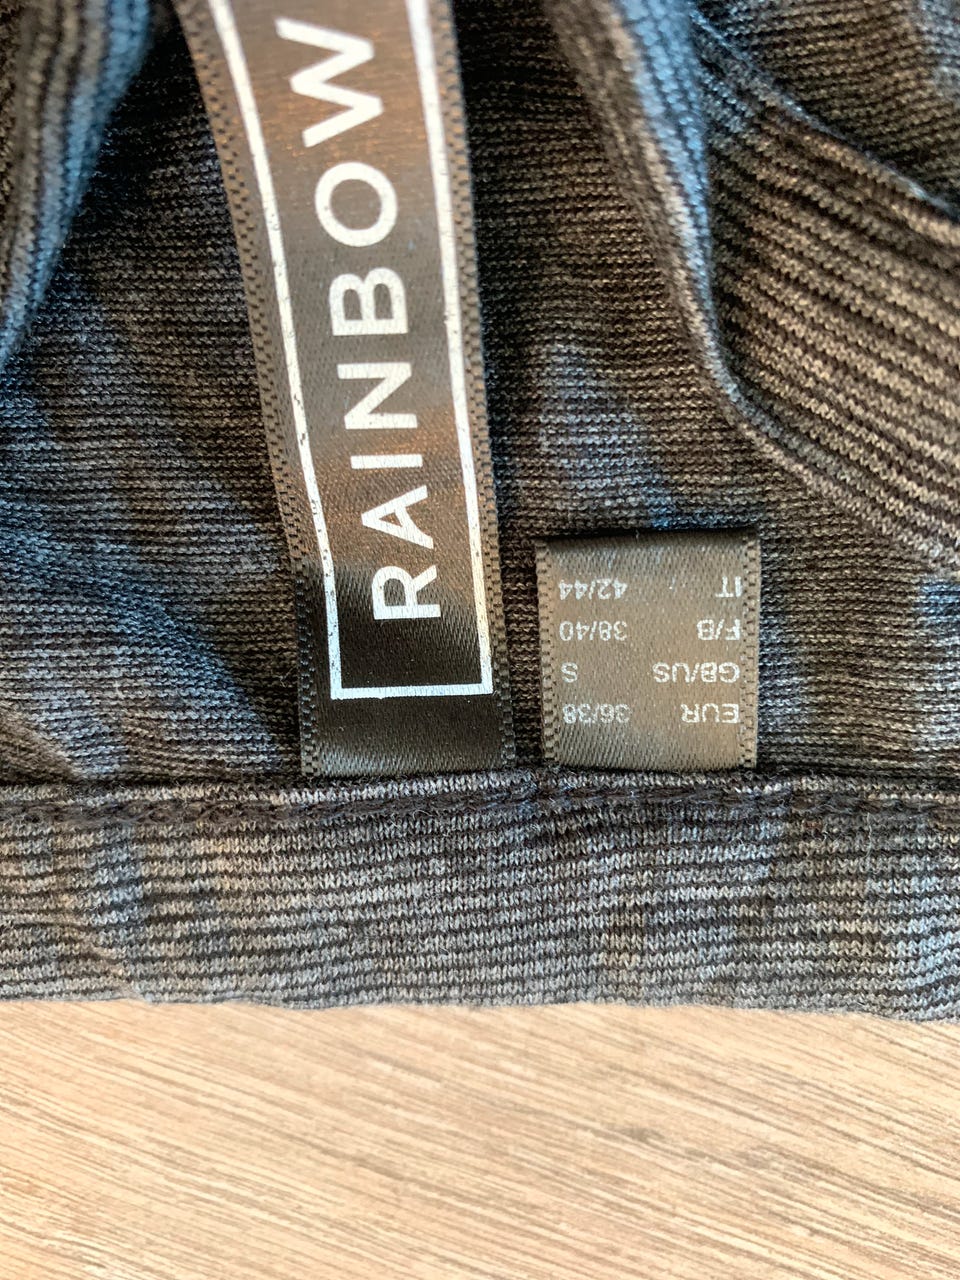 RAINBOW
EUR 36/38
GB/US S
F/B 38/40
IT 42/44